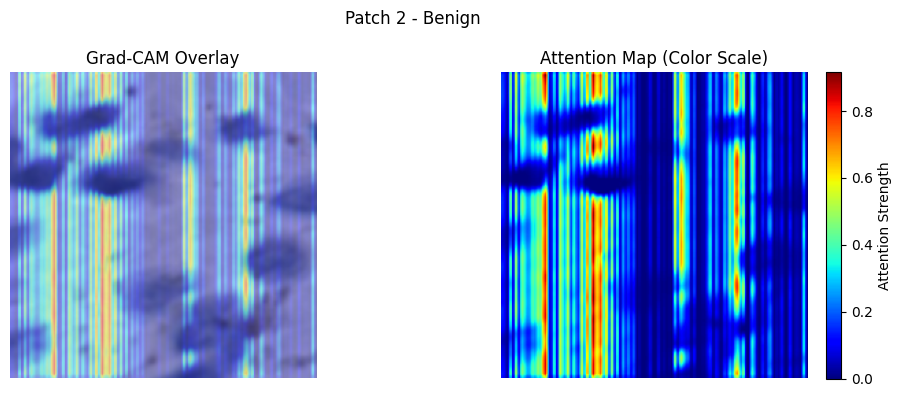 Patch 2 - Benign
Grad-CAM Overlay
Attention Map (Color Scale)
0.8
0.6
0.4
0.2
0.0
Attention Strength